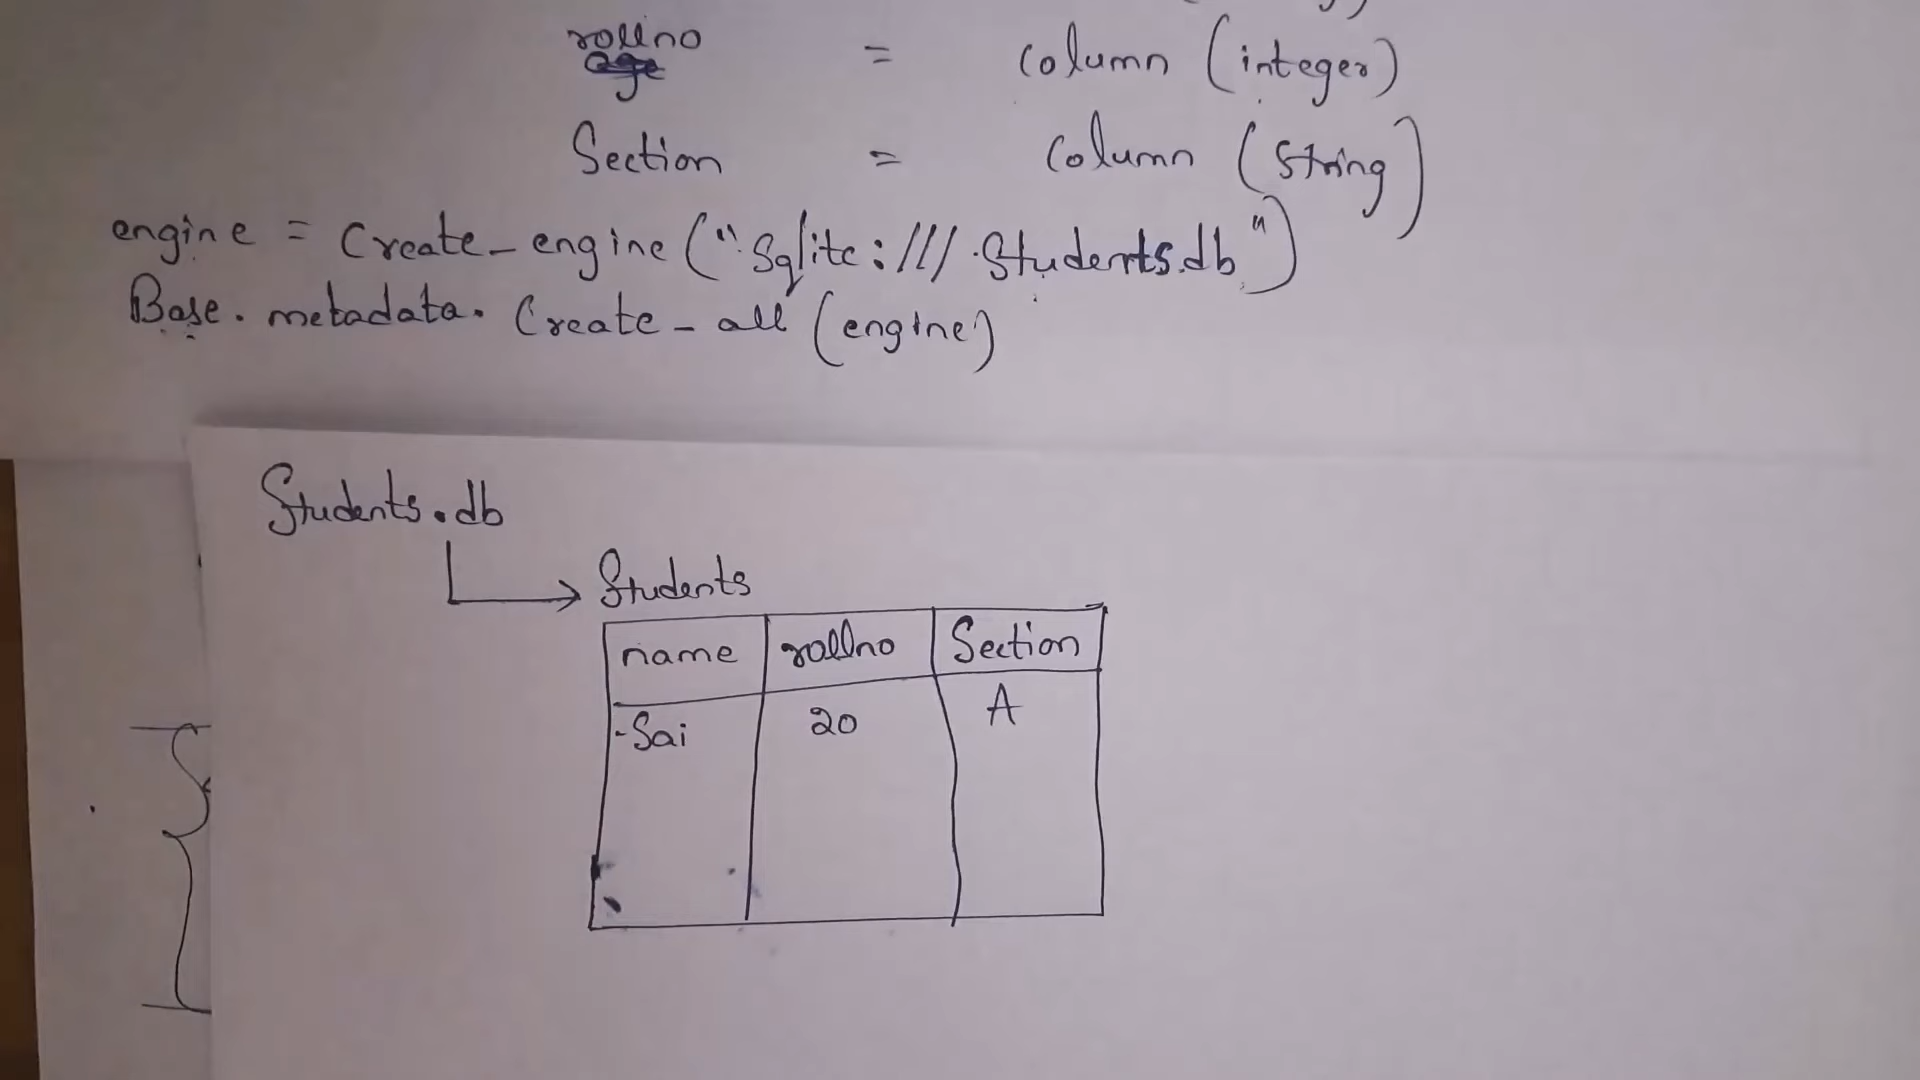 rollno = column (integer)
age
Section = column (String)
engine = Create_engine ("Sqlite:///Students.db")
Base.metadata.Create_all (engine)
Students.db
Students
name rollno Section
Sai 20 A